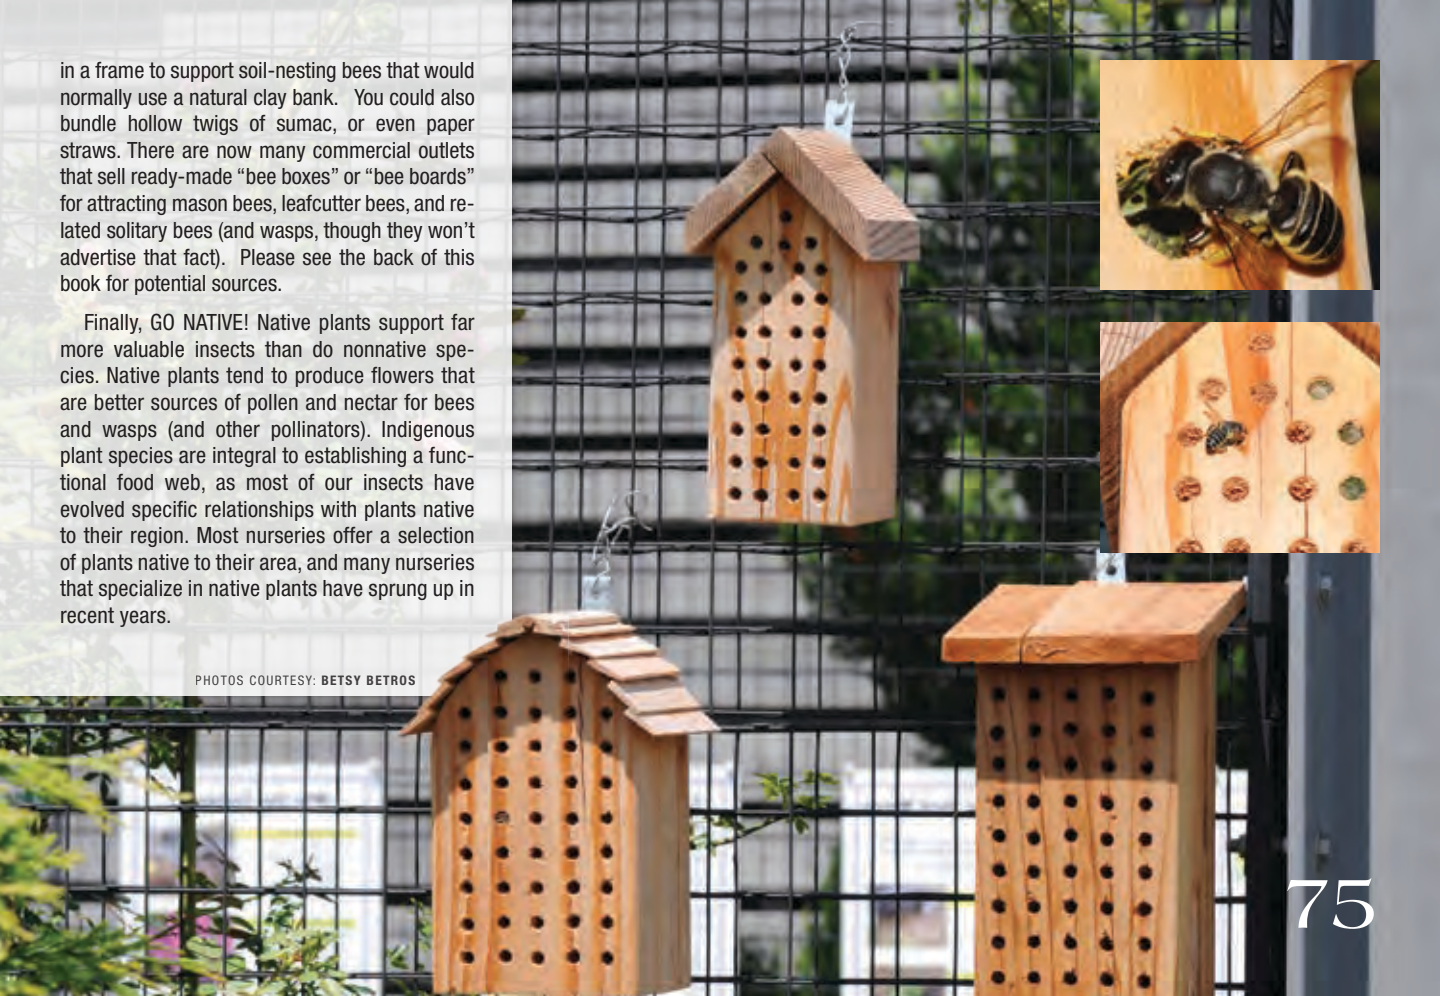 in a frame to support soil-nesting bees that would
normally use a natural clay bank. You could also
bundle hollow twigs of sumac, or even paper
straws. There are now many commercial outlets
that sell ready-made “bee boxes” or “bee boards”
for attracting mason bees, leafcutter bees, and re-
lated solitary bees (and wasps, though they won’t
advertise that fact). Please see the back of this
book for potential sources.
Finally, GO NATIVE! Native plants support far
more valuable insects than do nonnative spe-
cies. Native plants tend to produce flowers that
are better sources of pollen and nectar for bees
and wasps (and other pollinators). Indigenous
plant species are integral to establishing a func-
tional food web, as most of our insects have
evolved specific relationships with plants native
to their region. Most nurseries offer a selection
of plants native to their area, and many nurseries
that specialize in native plants have sprung up in
recent years.
PHOTOS COURTESY: BETSY BETROS
75